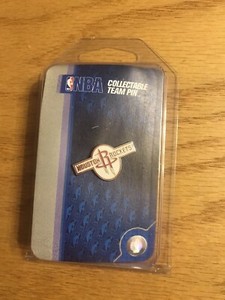 NBA COLLECTABLE
TEAM PIN
HOUSTON ROCKETS